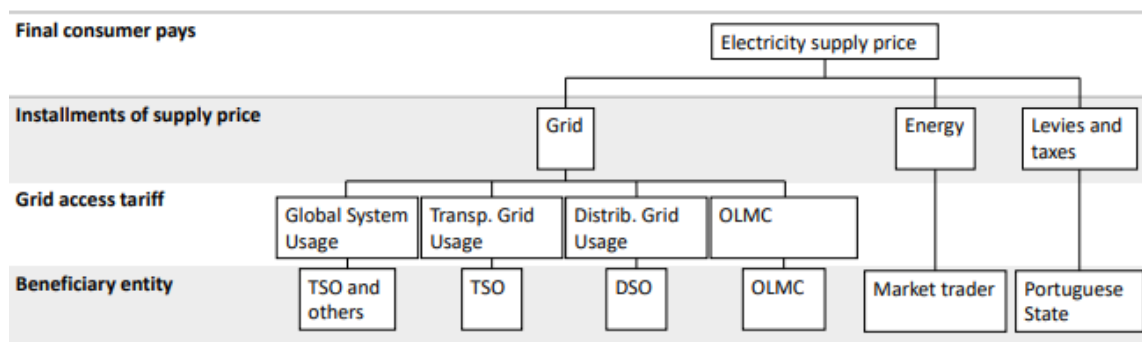 Final consumer pays
Electricity supply price
Installments of supply price
Grid
Energy
Levies and
taxes
Grid access tariff
Global System
Usage
Transp. Grid
Usage
Distrib. Grid
Usage
OLMC
Beneficiary entity
TSO and
others
TSO
DSO
OLMC
Market trader
Portuguese
State